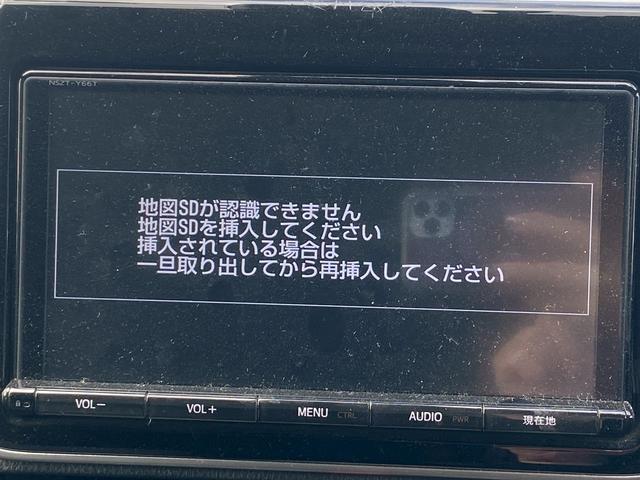 NSZT-Y66T
地図SDが認識できません
地図SDを挿入してください
挿入されている場合は
一旦取り出してから再挿入してください
VOL－ VOL＋ MENU CTRL AUDIO PWR 現在地